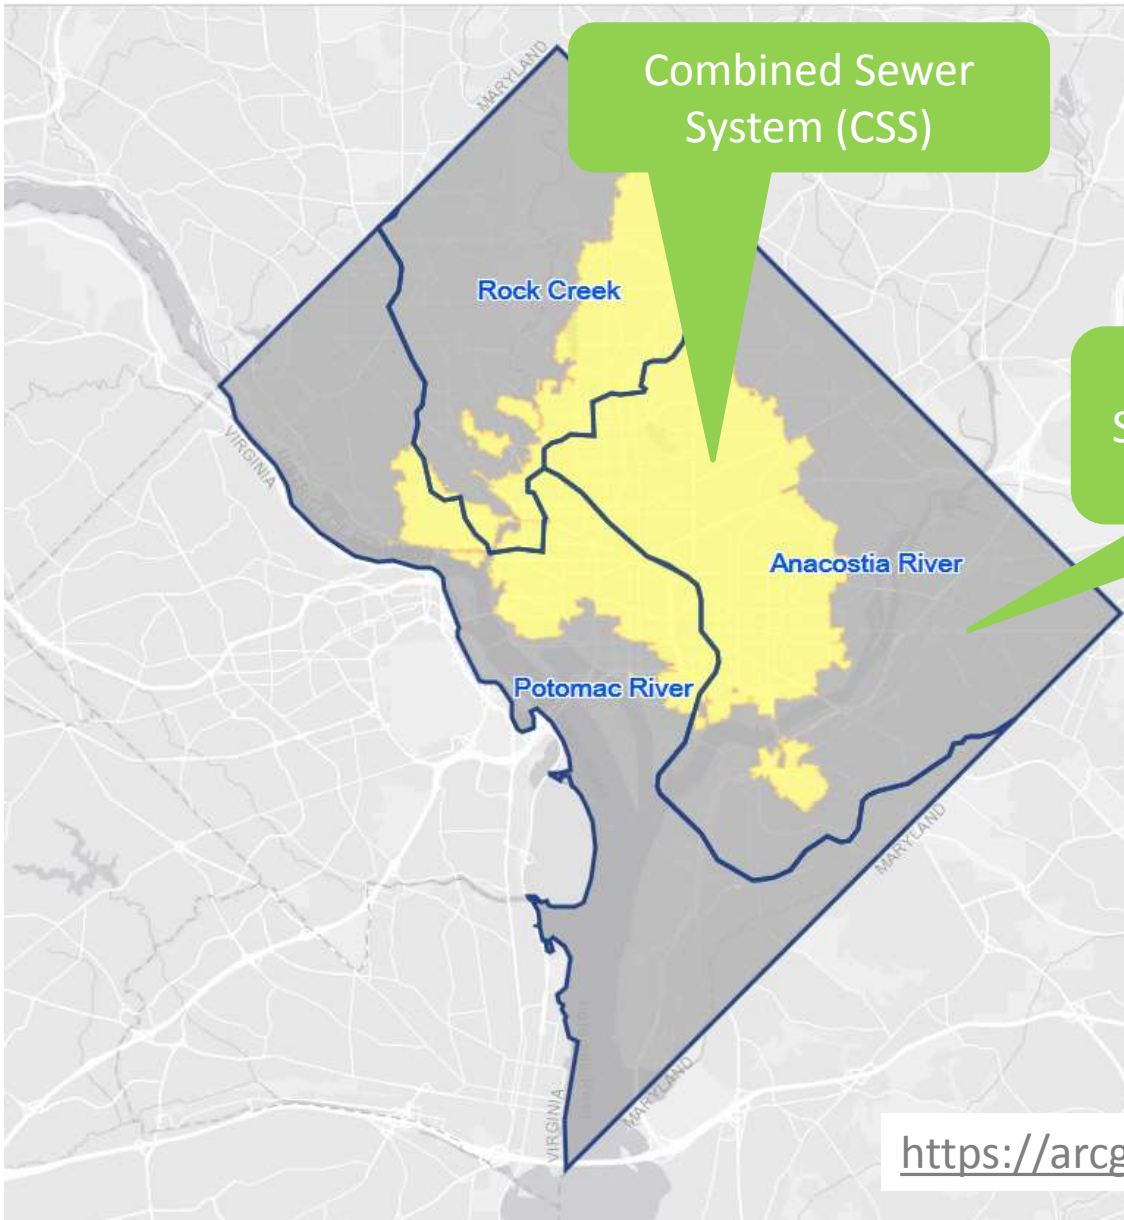 MARYLAND
Combined Sewer
System (CSS)
Rock Creek
S
VIRGINIA
Anacostia River
Potomac River
MARYLAND
MARYLAND
VIRGINIA
https://arcg